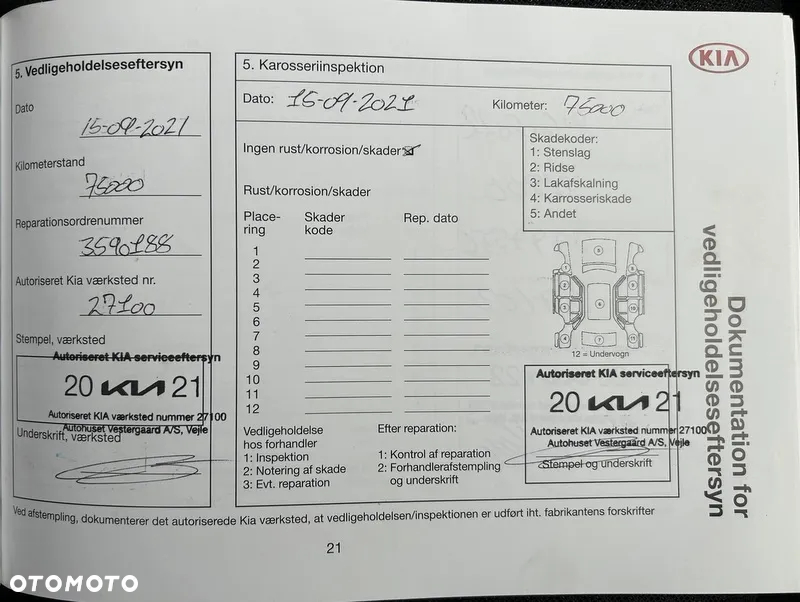 KIA
5. Vedligeholdelseseftersyn
Dato
15-09-2021
Kilometerstand
75000
Reparationsordrenummer
3590188
Autoriseret Kia værksted nr.
27100
Stempel, værksted
Autoriseret KIA serviceeftersyn
20 KIA 21
Autoriseret KIA værksted nummer 27100
Autohuset Vestergaard A/S, Vejle
Underskrift, værksted
5. Karosseriinspektion
Dato: 15-09-2021 Kilometer: 75000
Ingen rust/korrosion/skader
Rust/korrosion/skader
Skadekoder:
1: Stenslag
2: Ridse
3: Lakafskalning
4: Karrosseriskade
5: Andet
Place-
ring
Skader
kode
Rep. dato
1
2
3
4
5
6
7
8
9
10
11
12
12 = Undervogn
Vedligeholdelse
hos forhandler
1: Inspektion
2: Notering af skade
3: Evt. reparation
Efter reparation:
1: Kontrol af reparation
2: Forhandlerafstempling
og underskrift
Autoriseret KIA serviceeftersyn
20 KIA 21
Autoriseret KIA værksted nummer 27100
Autohuset Vestergaard A/S, Vejle
Stempel og underskrift
Dokumentation for
vedligeholdelseseftersyn
Ved afstempling, dokumenterer det autoriserede Kia værksted, at vedligeholdelsen/inspektionen er udført iht. fabrikantens forskrifter
21
OTOMOTO